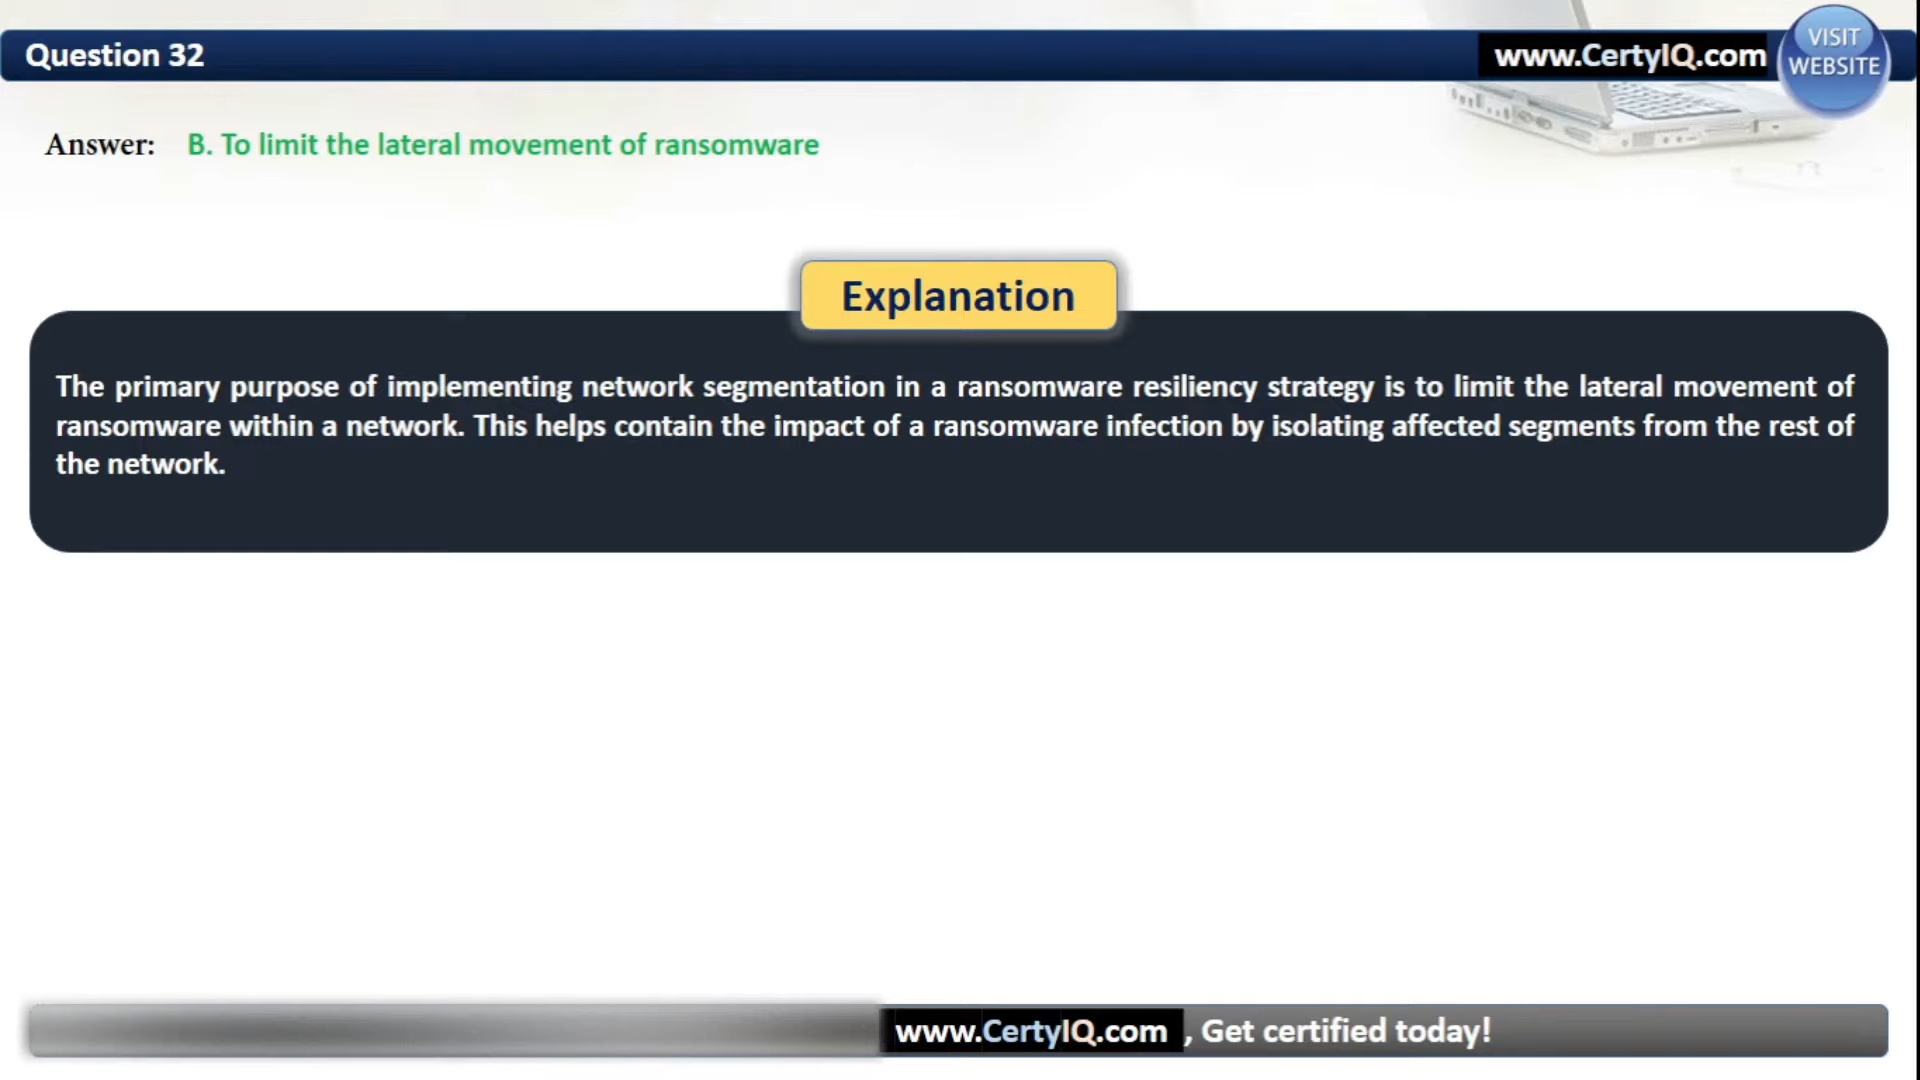 Question 32
www.CertyIQ.com
VISIT
WEBSITE
Answer: B. To limit the lateral movement of ransomware
Explanation
The primary purpose of implementing network segmentation in a ransomware resiliency strategy is to limit the lateral movement of
ransomware within a network. This helps contain the impact of a ransomware infection by isolating affected segments from the rest of
the network.
www.CertyIQ.com , Get certified today!